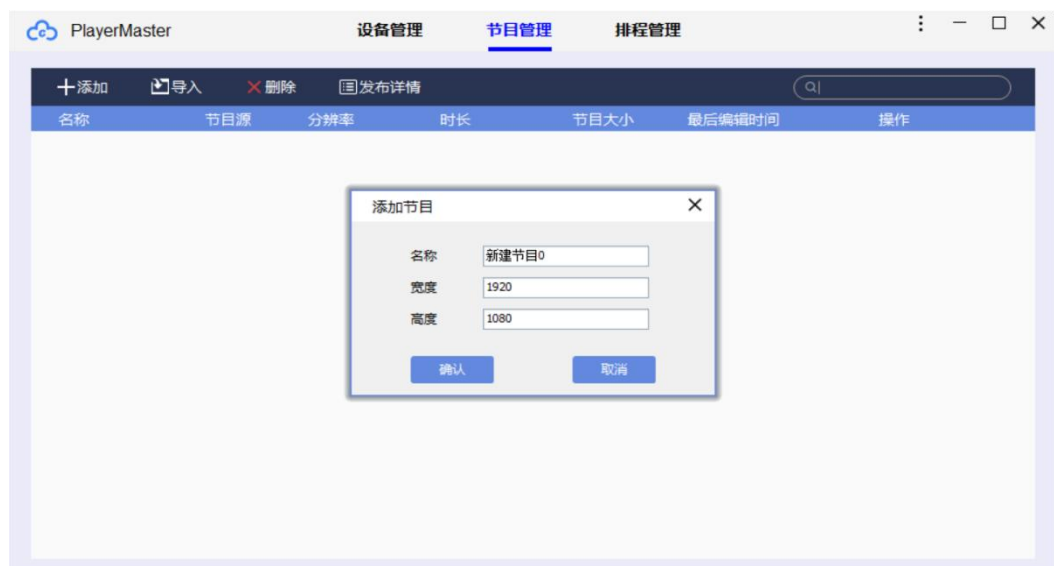 PlayerMaster 设备管理 节目管理 排程管理
添加 导入 删除 发布详情
名称 节目源 分辨率 时长 节目大小 最后编辑时间 操作
添加节目
名称 新建节目0
宽度 1920
高度 1080
确认 取消